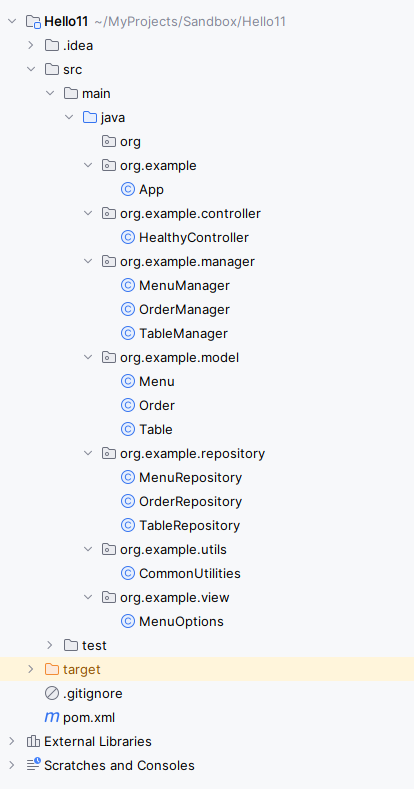 Hello11 ~/MyProjects/Sandbox/Hello11
.idea
src
main
java
org
org.example
C App
org.example.controller
C HealthyController
org.example.manager
C MenuManager
C OrderManager
C TableManager
org.example.model
C Menu
C Order
C Table
org.example.repository
C MenuRepository
C OrderRepository
C TableRepository
org.example.utils
C CommonUtilities
org.example.view
C MenuOptions
test
target
.gitignore
m pom.xml
External Libraries
Scratches and Consoles